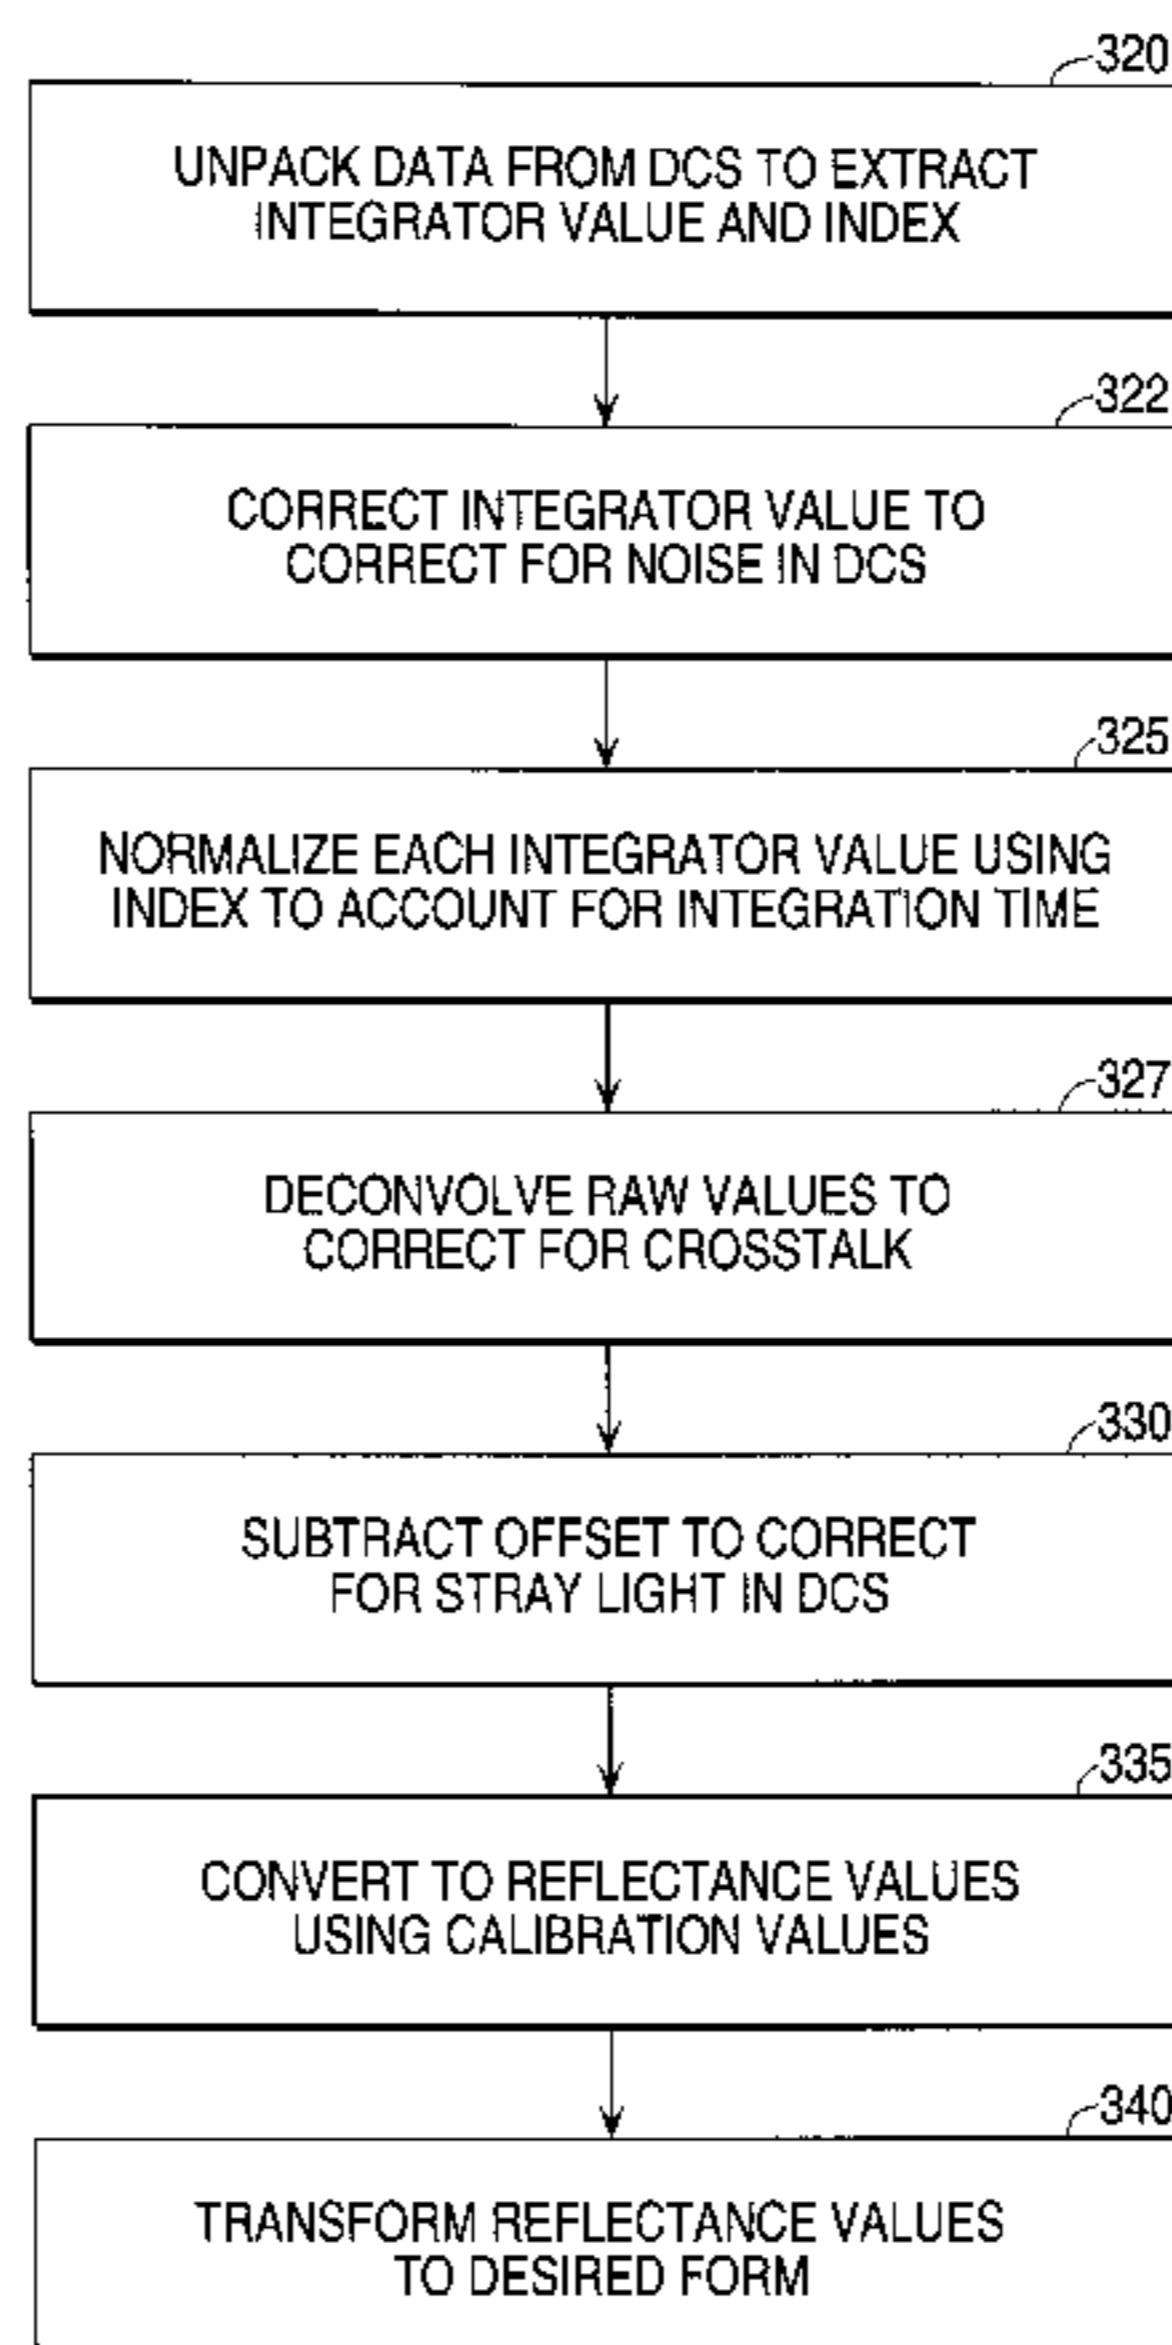 320
UNPACK DATA FROM DCS TO EXTRACT
INTEGRATOR VALUE AND INDEX
322
CORRECT INTEGRATOR VALUE TO
CORRECT FOR NOISE IN DCS
325
NORMALIZE EACH INTEGRATOR VALUE USING
INDEX TO ACCOUNT FOR INTEGRATION TIME
327
DECONVOLVE RAW VALUES TO
CORRECT FOR CROSSTALK
330
SUBTRACT OFFSET TO CORRECT
FOR STRAY LIGHT IN DCS
335
CONVERT TO REFLECTANCE VALUES
USING CALIBRATION VALUES
340
TRANSFORM REFLECTANCE VALUES
TO DESIRED FORM